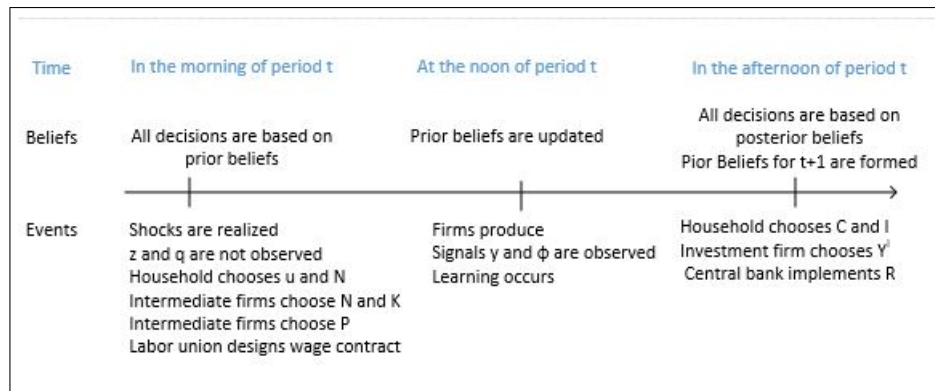 Time
In the morning of period t
At the noon of period t
In the afternoon of period t
Beliefs
All decisions are based on
prior beliefs
Prior beliefs are updated
All decisions are based on
posterior beliefs
Pior Beliefs for t+1 are formed
Events
Shocks are realized
z and q are not observed
Household chooses u and N
Intermediate firms choose N and K
Intermediate firms choose P
Labor union designs wage contract
Firms produce
Signals y and ϕ are observed
Learning occurs
Household chooses C and I
Investment firm chooses Yᴵ
Central bank implements R